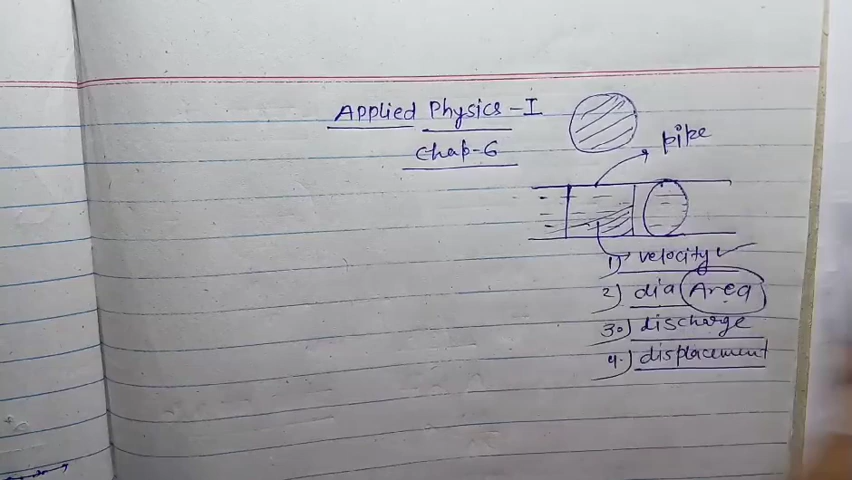 Applied Physics - I
Chap-6
pipe
1) velocity
2) dia Area
3.) discharge
4.) displacement